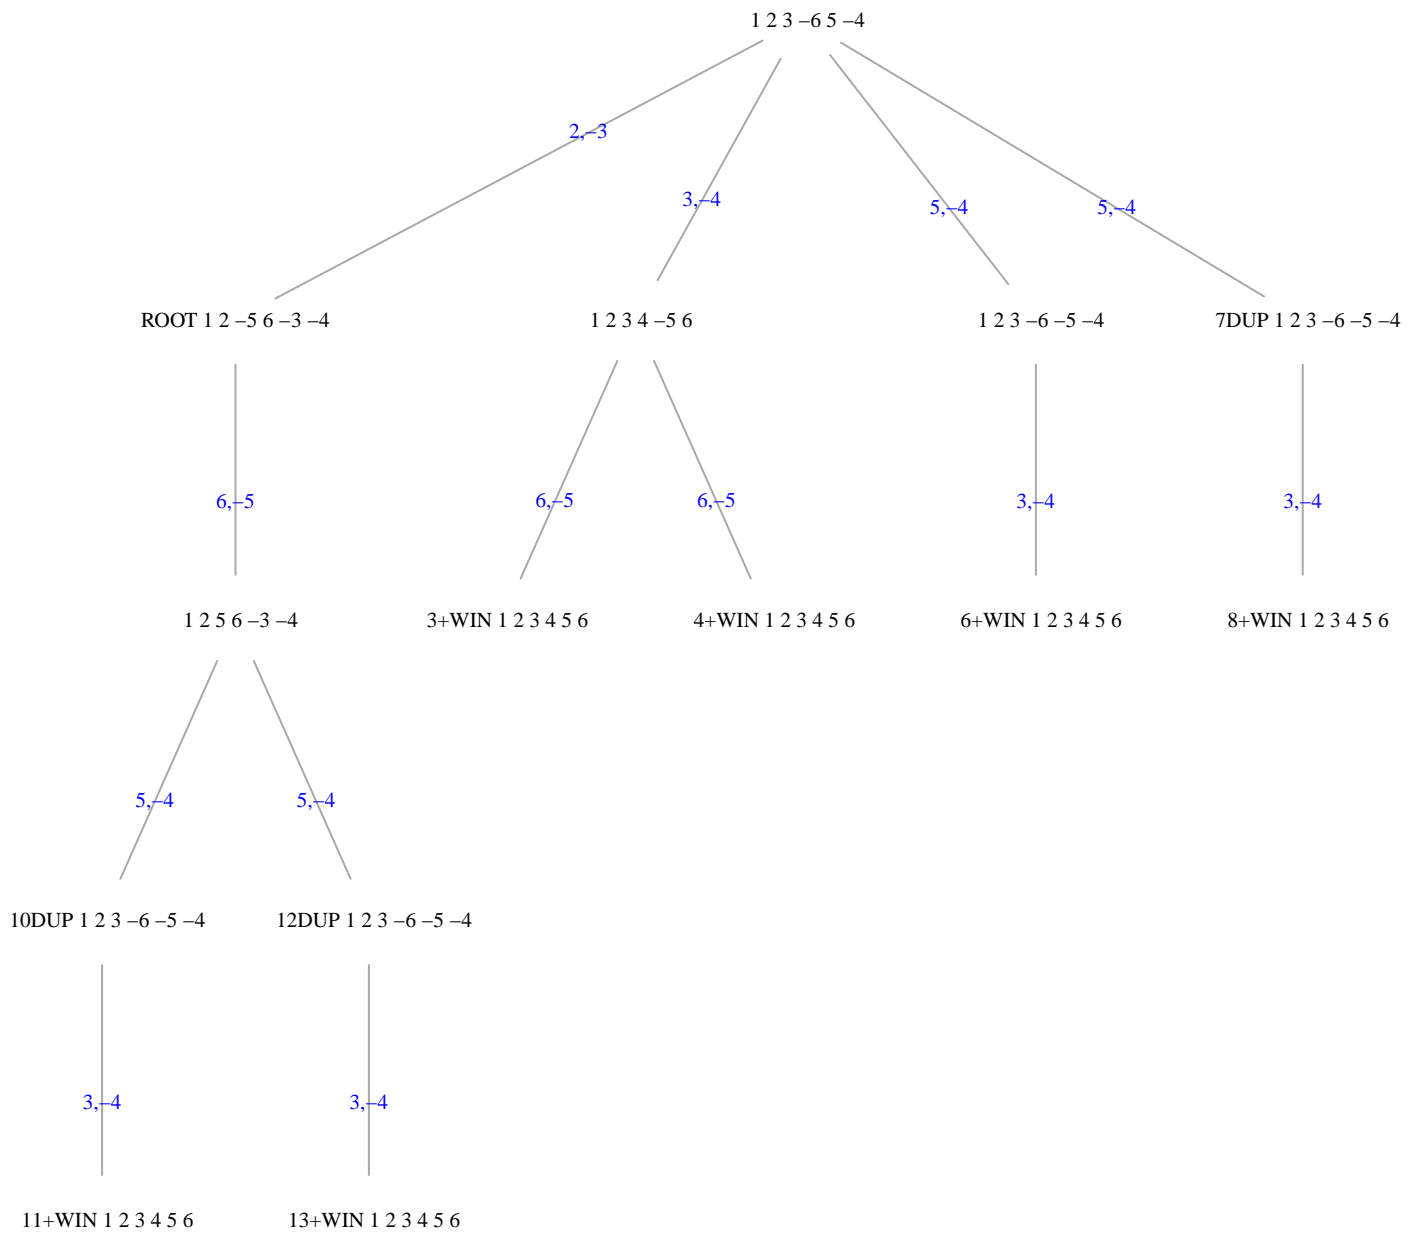 1 2 3 –6 5 –4
2,–3
3,–4
5,–4
5,–4
ROOT 1 2 –5 6 –3 –4
1 2 3 4 –5 6
1 2 3 –6 –5 –4
7DUP 1 2 3 –6 –5 –4
6,–5
6,–5
6,–5
3,–4
3,–4
1 2 5 6 –3 –4
3+WIN 1 2 3 4 5 6
4+WIN 1 2 3 4 5 6
6+WIN 1 2 3 4 5 6
8+WIN 1 2 3 4 5 6
5,–4
5,–4
10DUP 1 2 3 –6 –5 –4
12DUP 1 2 3 –6 –5 –4
3,–4
3,–4
11+WIN 1 2 3 4 5 6
13+WIN 1 2 3 4 5 6